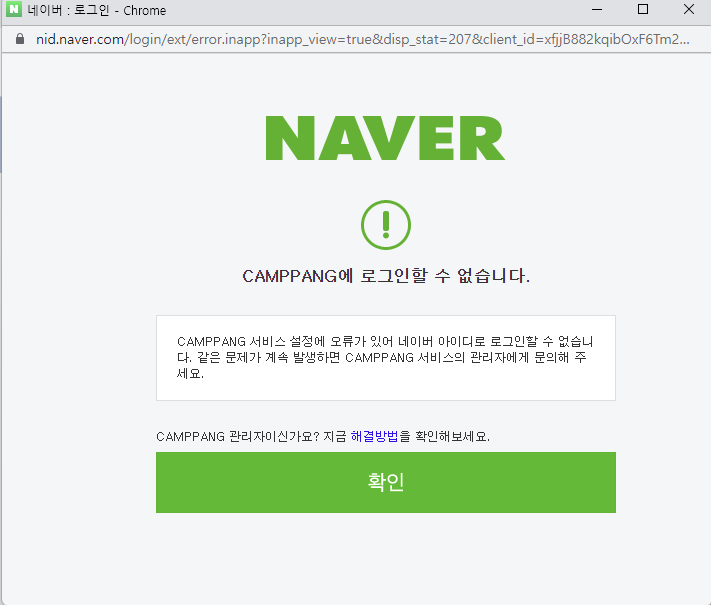 네이버 : 로그인 - Chrome
nid.naver.com/login/ext/error.inapp?inapp_view=true&disp_stat=207&client_id=xfjjB882kqibOxF6Tm2...
NAVER
CAMPPANG에 로그인할 수 없습니다.
CAMPPANG 서비스 설정에 오류가 있어 네이버 아이디로 로그인할 수 없습니
다. 같은 문제가 계속 발생하면 CAMPPANG 서비스의 관리자에게 문의해 주
세요.
CAMPPANG 관리자이신가요? 지금 해결방법을 확인해보세요.
확인